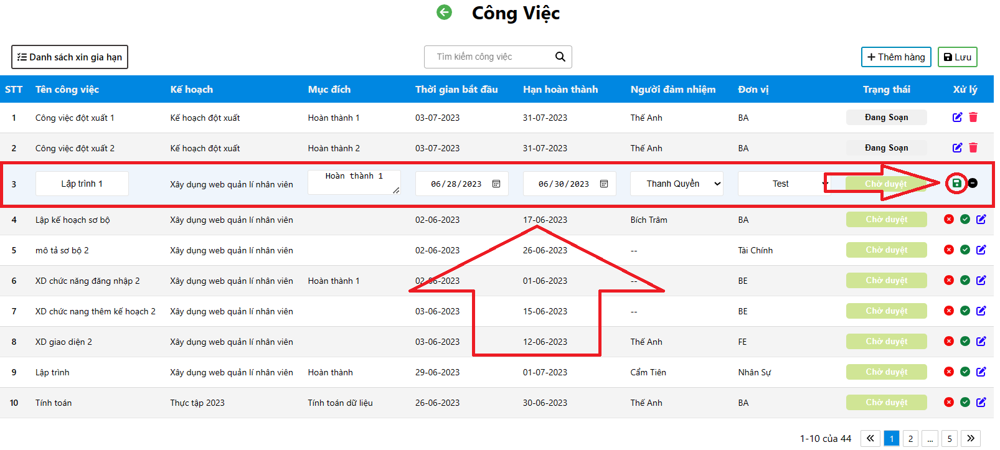 Công Việc
Danh sách xin gia hạn
Tìm kiếm công việc
Thêm hàng
Lưu
STT Tên công việc Kế hoạch Mục đích Thời gian bắt đầu Hạn hoàn thành Người đảm nhiệm Đơn vị Trạng thái Xử lý
1 Công việc đột xuất 1 Kế hoạch đột xuất Hoàn thành 1 03-07-2023 31-07-2023 Thế Anh BA Đang Soạn
2 Công việc đột xuất 2 Kế hoạch đột xuất Hoàn thành 2 03-07-2023 31-07-2023 Thế Anh BA Đang Soạn
3 Lập trình 1 Xây dụng web quản lí nhân viên Hoàn thành 1 06/28/2023 06/30/2023 Thanh Quyền Test Chờ duyệt
4 Lập kế hoạch sơ bộ Xây dụng web quản lí nhân viên 02-06-2023 17-06-2023 Bích Trâm BA Chờ duyệt
5 mô tả sơ bộ 2 Xây dụng web quản lí nhân viên 02-06-2023 26-06-2023 -- Tài Chính Chờ duyệt
6 XD chức năng đăng nhập 2 Xây dụng web quản lí nhân viên Hoàn thành 1 02-06-2023 01-06-2023 -- BE Chờ duyệt
7 XD chức nang thêm kế hoạch 2 Xây dụng web quản lí nhân viên 03-06-2023 15-06-2023 -- BE Chờ duyệt
8 XD giao diện 2 Xây dụng web quản lí nhân viên 03-06-2023 12-06-2023 Thế Anh FE Chờ duyệt
9 Lập trình Xây dụng web quản lí nhân viên Hoàn thành 29-06-2023 01-07-2023 Cẩm Tiên Nhân Sự Chờ duyệt
10 Tính toán Thực tập 2023 Tính toán dữ liệu 26-06-2023 30-06-2023 Thế Anh BA Chờ duyệt
1-10 của 44 « 1 2 ... 5 »